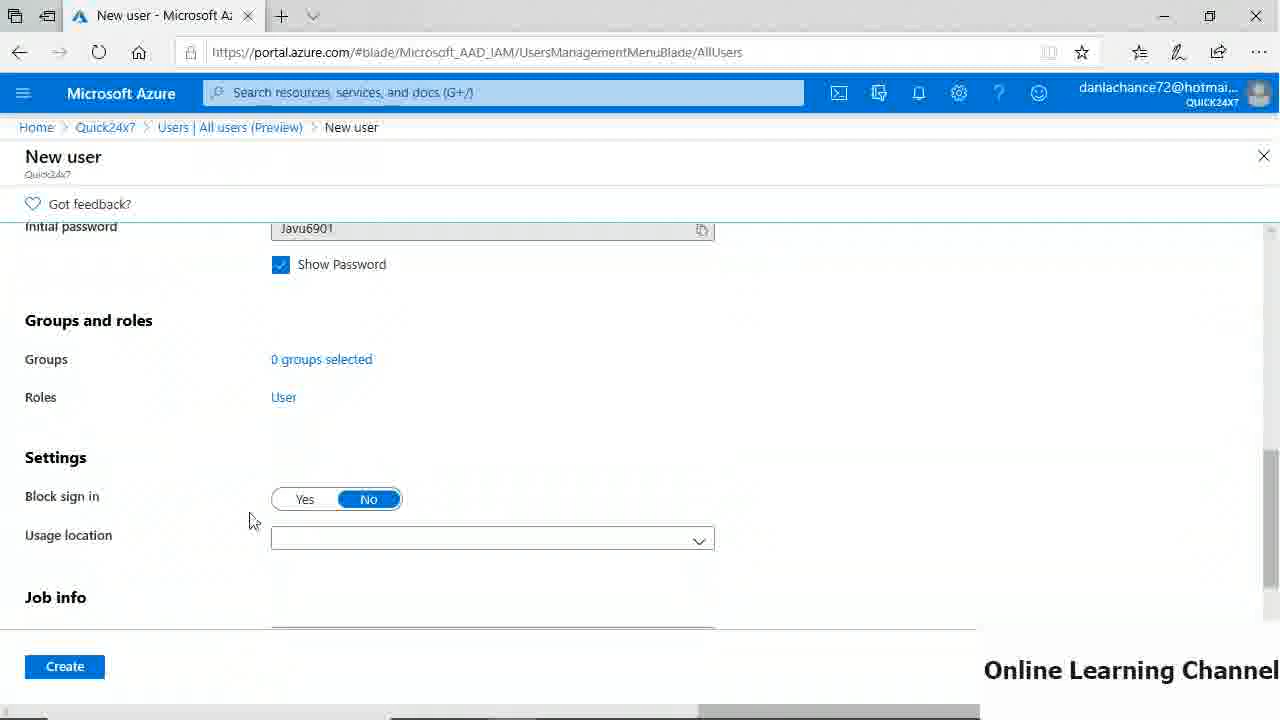 New user - Microsoft Az
https://portal.azure.com/#blade/Microsoft_AAD_IAM/UsersManagementMenuBlade/AllUsers
Microsoft Azure
Search resources, services, and docs (G+/)
danlachance72@hotmai...
QUICK24X7
Home > Quick24x7 > Users | All users (Preview) > New user
New user
Quick24x7
Got feedback?
Initial password
Javu6901
Show Password
Groups and roles
Groups
0 groups selected
Roles
User
Settings
Block sign in
Yes No
Usage location
Job info
Create
Online Learning Channel